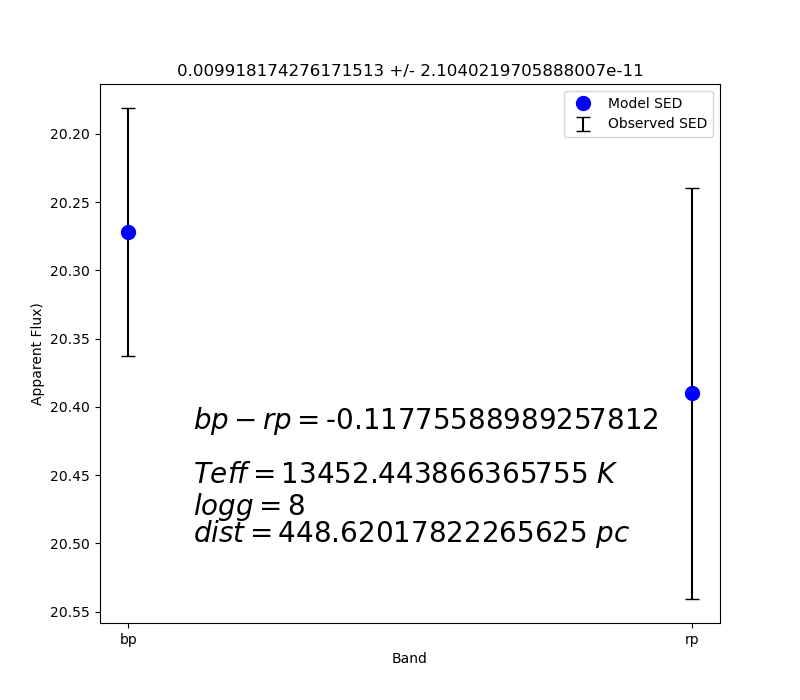 0.009918174276171513 +/- 2.1040219705888007e-11
Model SED
Observed SED
20.20
20.25
20.30
20.35
20.40
20.45
20.50
20.55
Apparent Flux)
bp − rp = -0.11775588989257812
Teff = 13452.443866365755 K
logg = 8
dist = 448.62017822265625 pc
bp
rp
Band